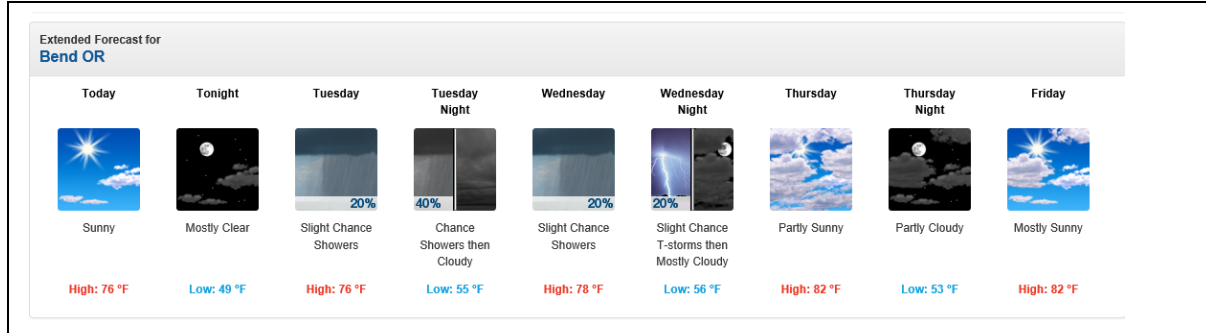 Extended Forecast for
Bend OR
Today
Tonight
Tuesday
Tuesday
Night
Wednesday
Wednesday
Night
Thursday
Thursday
Night
Friday
20%
40%
20%
20%
Sunny
Mostly Clear
Slight Chance
Showers
Chance
Showers then
Cloudy
Slight Chance
Showers
Slight Chance
T-storms then
Mostly Cloudy
Partly Sunny
Partly Cloudy
Mostly Sunny
High: 76 °F
Low: 49 °F
High: 76 °F
Low: 55 °F
High: 78 °F
Low: 56 °F
High: 82 °F
Low: 53 °F
High: 82 °F